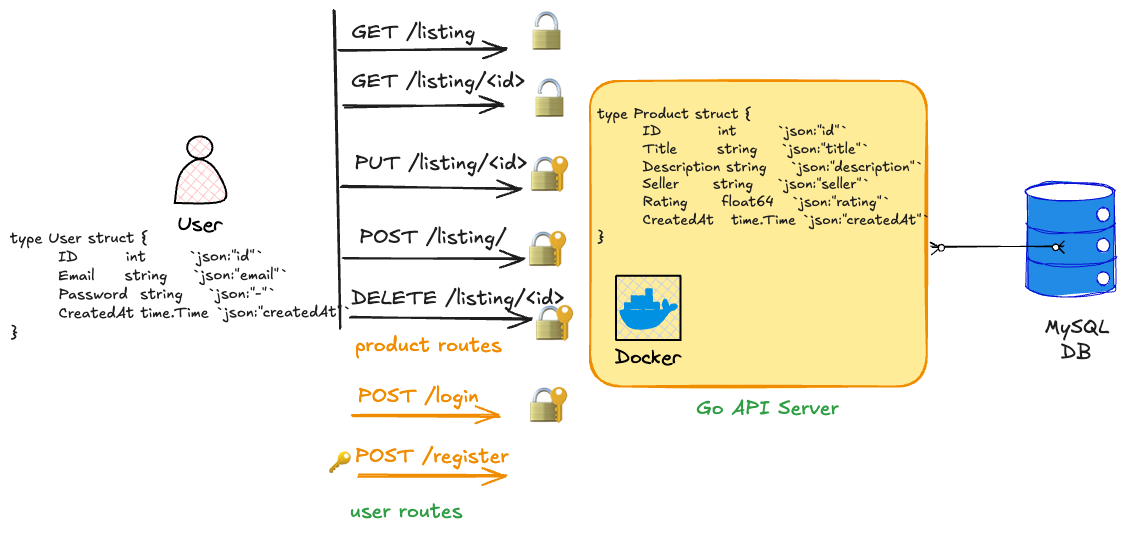 GET /listing
GET /listing/<id>
PUT /listing/<id>
POST /listing/
DELETE /listing/<id>
product routes
POST /login
POST /register
user routes
User
type User struct {
ID int `json:"id"`
Email string `json:"email"`
Password string `json:"-"`
CreatedAt time.Time `json:"createdAt"`
}
type Product struct {
ID int `json:"id"`
Title string `json:"title"`
Description string `json:"description"`
Seller string `json:"seller"`
Rating float64 `json:"rating"`
CreatedAt time.Time `json:"createdAt"`
}
Docker
Go API Server
MySQL
DB